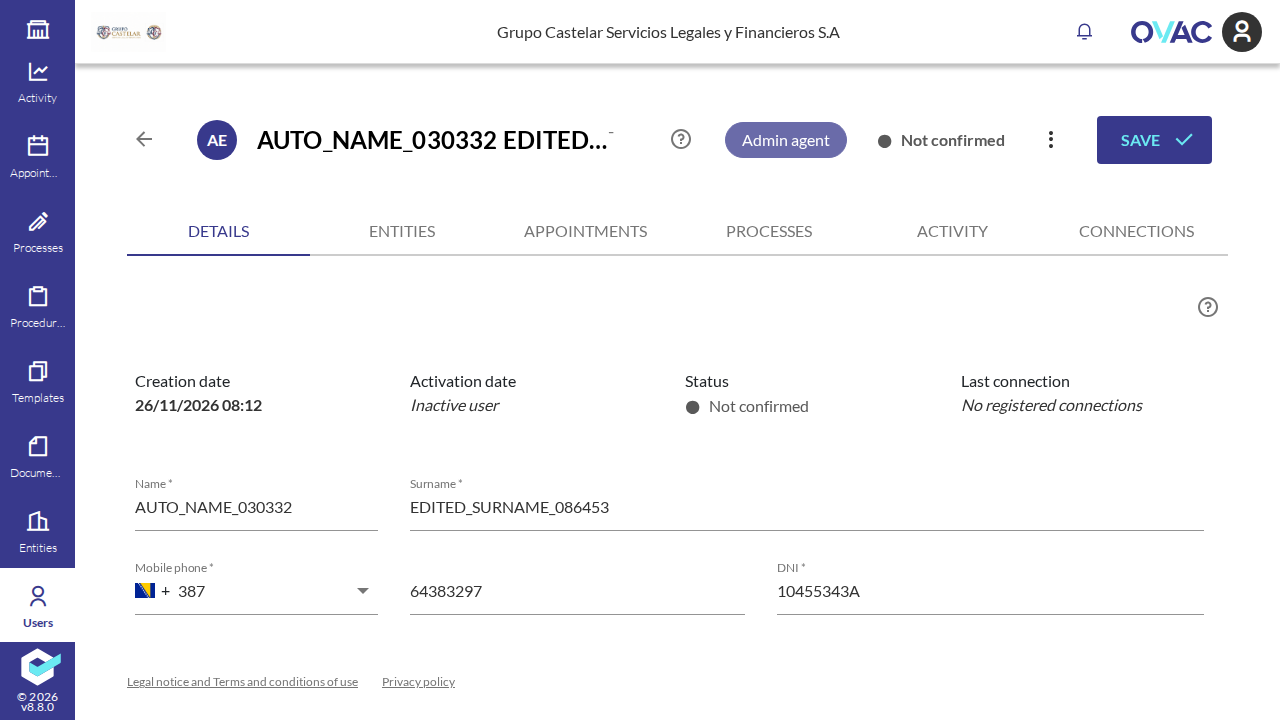 GRUPO
CASTELAR
Grupo Castelar Servicios Legales y Financieros S.A
OVAC
Activity
Appoint...
Processes
Procedur...
Templates
Docume...
Entities
Users
© 2026
v8.8.0
AE
AUTO_NAME_030332 EDITED...
Admin agent
Not confirmed
SAVE
DETAILS
ENTITIES
APPOINTMENTS
PROCESSES
ACTIVITY
CONNECTIONS
Creation date
26/11/2026 08:12
Activation date
Inactive user
Status
Not confirmed
Last connection
No registered connections
Name *
AUTO_NAME_030332
Surname *
EDITED_SURNAME_086453
Mobile phone *
+ 387
64383297
DNI *
10455343A
Legal notice and Terms and conditions of use
Privacy policy